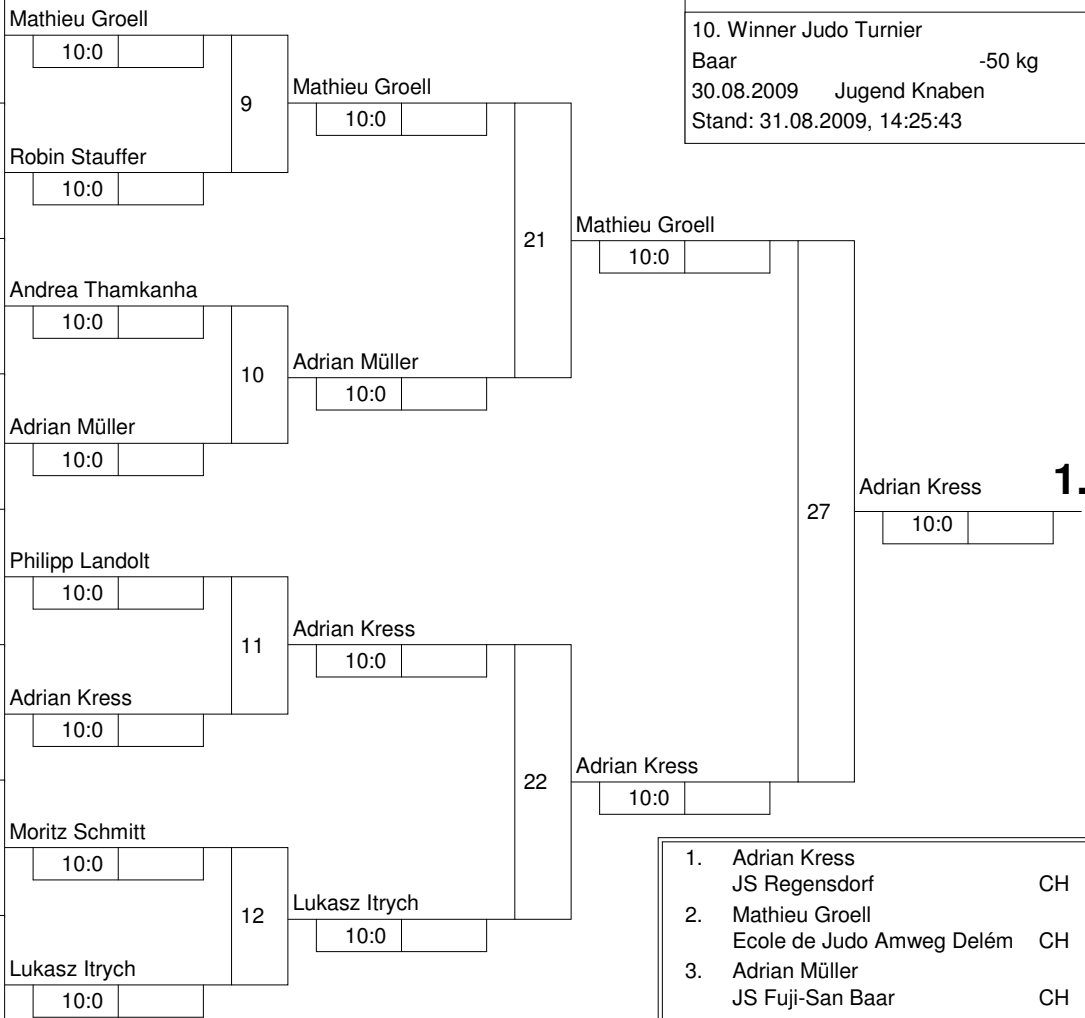 Mathieu Groell
10:0
9
Robin Stauffer
10:0
Andrea Thamkanha
10:0
10
Adrian Müller
10:0
Philipp Landolt
10:0
11
Adrian Kress
10:0
Moritz Schmitt
10:0
12
Lukasz Itrych
10:0
Mathieu Groell
10:0
21
Adrian Müller
10:0
Adrian Kress
10:0
22
Lukasz Itrych
10:0
Mathieu Groell
10:0
27
Adrian Kress
10:0
Adrian Kress 1.
10:0
10. Winner Judo Turnier
Baar -50 kg
30.08.2009 Jugend Knaben
Stand: 31.08.2009, 14:25:43
1. Adrian Kress
JS Regensdorf CH
2. Mathieu Groell
Ecole de Judo Amweg Delém CH
3. Adrian Müller
JS Fuji-San Baar CH